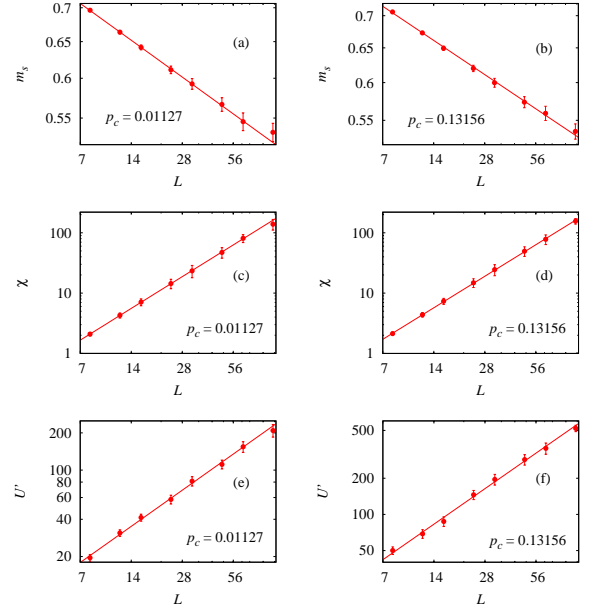 0.7
0.65
0.6
0.55
m_s
(a)
p_c = 0.01127
7 14 28 56
L
0.7
0.65
0.6
0.55
m_s
(b)
p_c = 0.13156
7 14 28 56
L
100
10
1
χ
(c)
p_c = 0.01127
7 14 28 56
L
100
10
1
χ
(d)
p_c = 0.13156
7 14 28 56
L
200
100
80
40
20
U'
(e)
p_c = 0.01127
7 14 28 56
L
500
200
100
50
U'
(f)
p_c = 0.13156
7 14 28 56
L